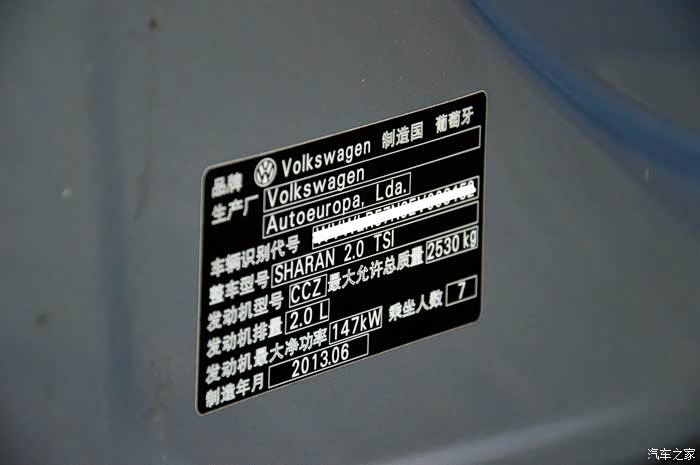 品牌 Volkswagen 制造国 葡萄牙
生产厂 Volkswagen
Autoeuropa, Lda.
车辆识别代号
整车型号 SHARAN 2.0 TSI
发动机型号 CCZ 最大允许总质量 2530 kg
发动机排量 2.0 L
发动机最大净功率 147kW 乘坐人数 7
制造年月 2013.06
汽车之家